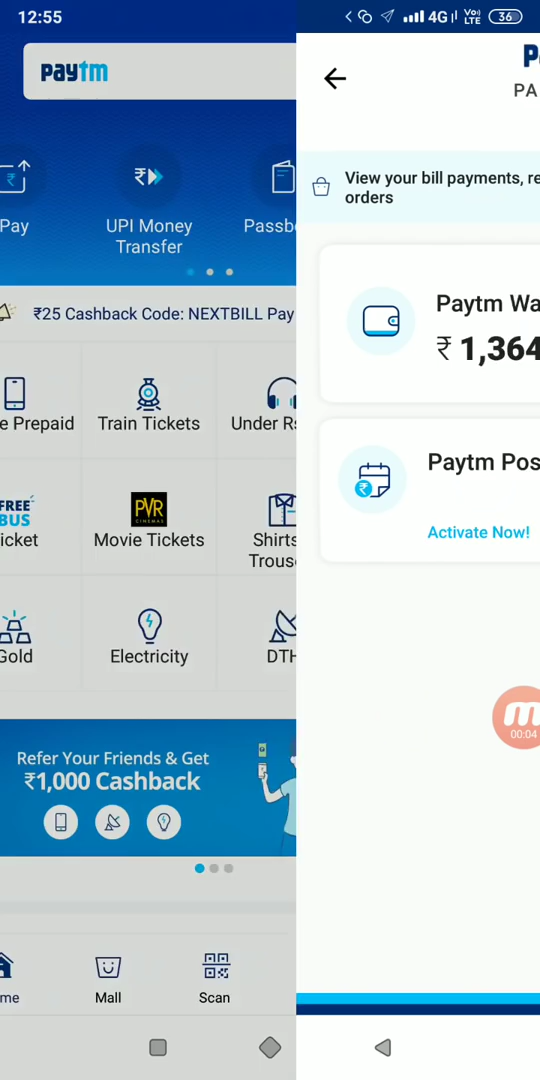 12:55
4G
Vo)
LTE
36
paytm
PA
Pay
UPI Money
Transfer
Passb
View your bill payments, re
orders
₹25 Cashback Code: NEXTBILL Pay
Paytm Wa
₹ 1,364
e Prepaid
Train Tickets
Under Rs
Paytm Pos
Activate Now!
FREE
BUS
icket
PVR
CINEMAS
Movie Tickets
Shirts
Trous
Gold
Electricity
DTH
00:04
Refer Your Friends & Get
₹1,000 Cashback
me
Mall
Scan